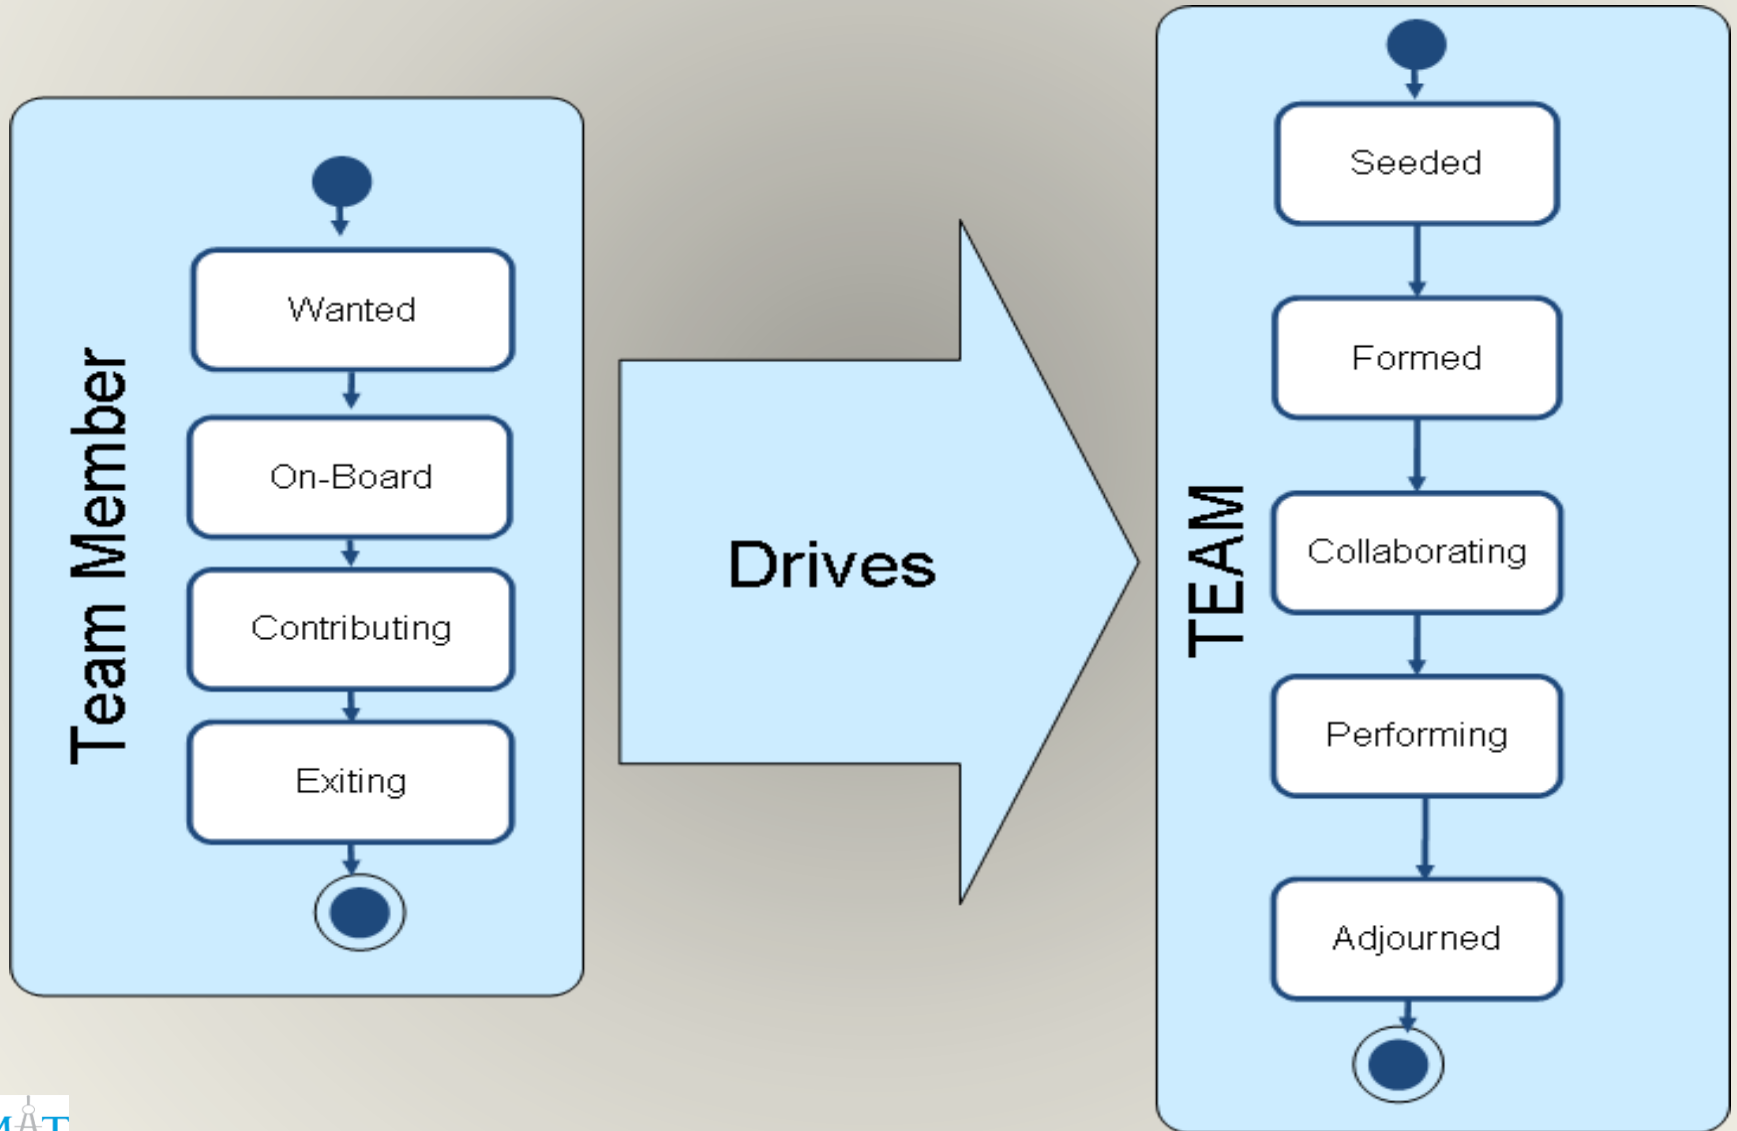 Team Member
Wanted
On-Board
Contributing
Exiting
Drives
TEAM
Seeded
Formed
Collaborating
Performing
Adjourned